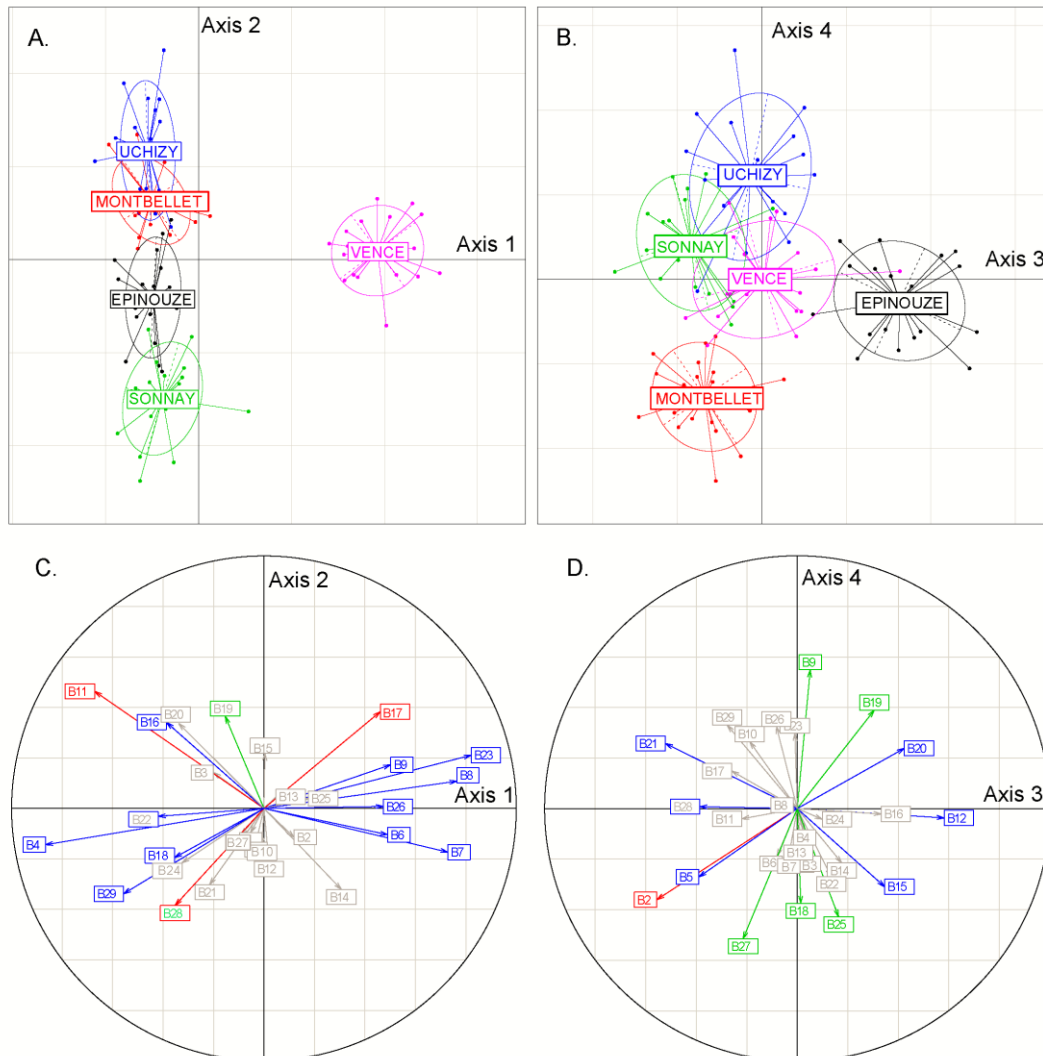 A.
Axis 2
UCHIZY
MONTBELLET
Axis 1
VENCE
EPINOUZE
SONNAY
B.
Axis 4
UCHIZY
SONNAY
Axis 3
VENCE
EPINOUZE
MONTBELLET
C.
Axis 2
B11
B20
B16
B19
B17
B15
B23
B9
B3
B8
B13
B25
Axis 1
B26
B22
B4
B6
B2
B27
B7
B18
B10
B24
B12
B29
B21
B14
B28
D.
Axis 4
B9
B19
B29
B26
B23
B10
B21
B20
B17
B8
Axis 3
B28
B16
B11
B24
B12
B4
B13
B6
B7
B3
B14
B5
B22
B15
B2
B18
B25
B27